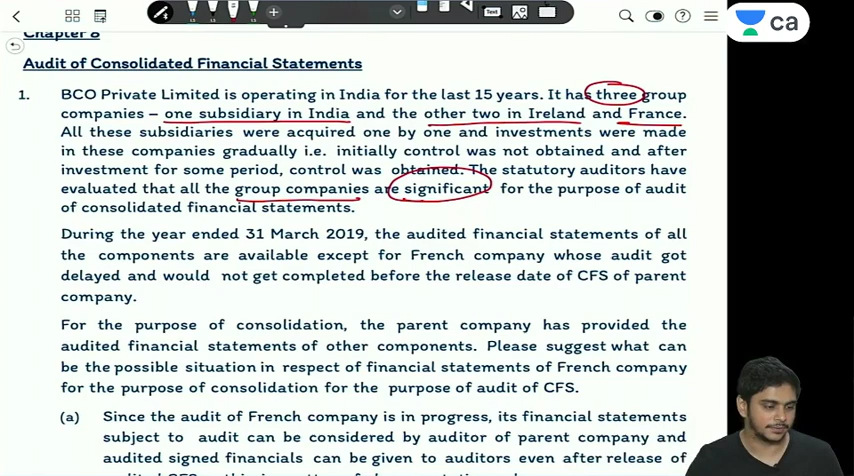 Text
ca
Chapter 8
Audit of Consolidated Financial Statements
1. BCO Private Limited is operating in India for the last 15 years. It has three group
companies – one subsidiary in India and the other two in Ireland and France.
All these subsidiaries were acquired one by one and investments were made
in these companies gradually i.e. initially control was not obtained and after
investment for some period, control was obtained. The statutory auditors have
evaluated that all the group companies are significant for the purpose of audit
of consolidated financial statements.
During the year ended 31 March 2019, the audited financial statements of all
the components are available except for French company whose audit got
delayed and would not get completed before the release date of CFS of parent
company.
For the purpose of consolidation, the parent company has provided the
audited financial statements of other components. Please suggest what can
be the possible situation in respect of financial statements of French company
for the purpose of consolidation for the purpose of audit of CFS.
(a) Since the audit of French company is in progress, its financial statements
subject to audit can be considered by auditor of parent company and
audited signed financials can be given to auditors even after release of